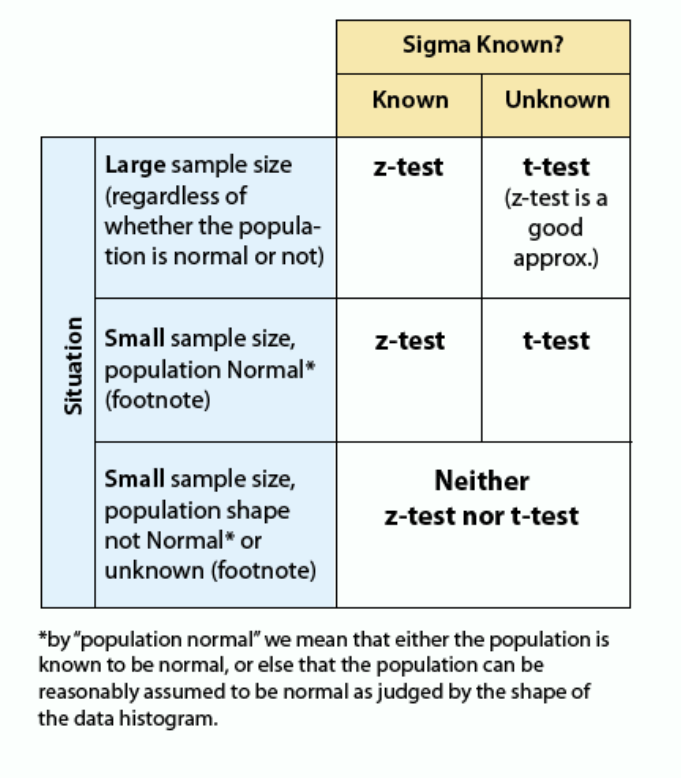 Sigma Known?
Known
Unknown
Situation
Large sample size
(regardless of
whether the popula-
tion is normal or not)
z-test
t-test
(z-test is a
good
approx.)
Small sample size,
population Normal*
(footnote)
z-test
t-test
Small sample size,
population shape
not Normal* or
unknown (footnote)
Neither
z-test nor t-test
*by “population normal” we mean that either the population is
known to be normal, or else that the population can be
reasonably assumed to be normal as judged by the shape of
the data histogram.